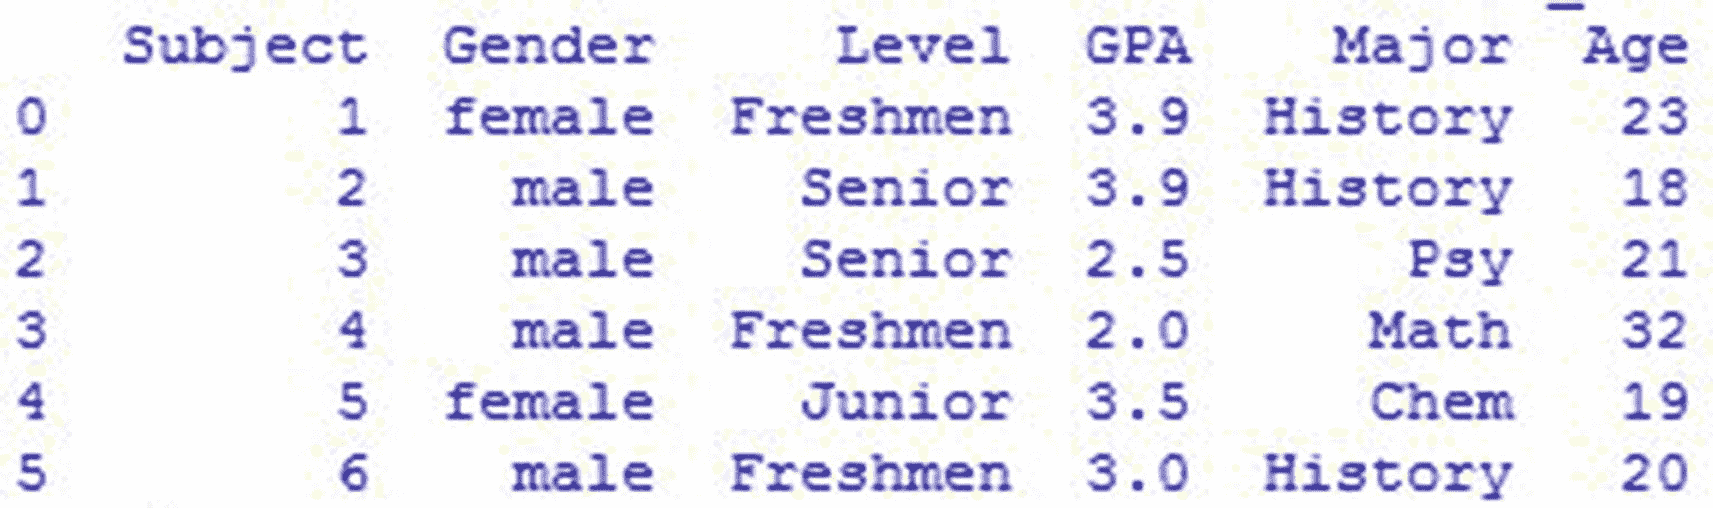 Subject Gender Level GPA Major Age
0 1 female Freshmen 3.9 History 23
1 2 male Senior 3.9 History 18
2 3 male Senior 2.5 Psy 21
3 4 male Freshmen 2.0 Math 32
4 5 female Junior 3.5 Chem 19
5 6 male Freshmen 3.0 History 20